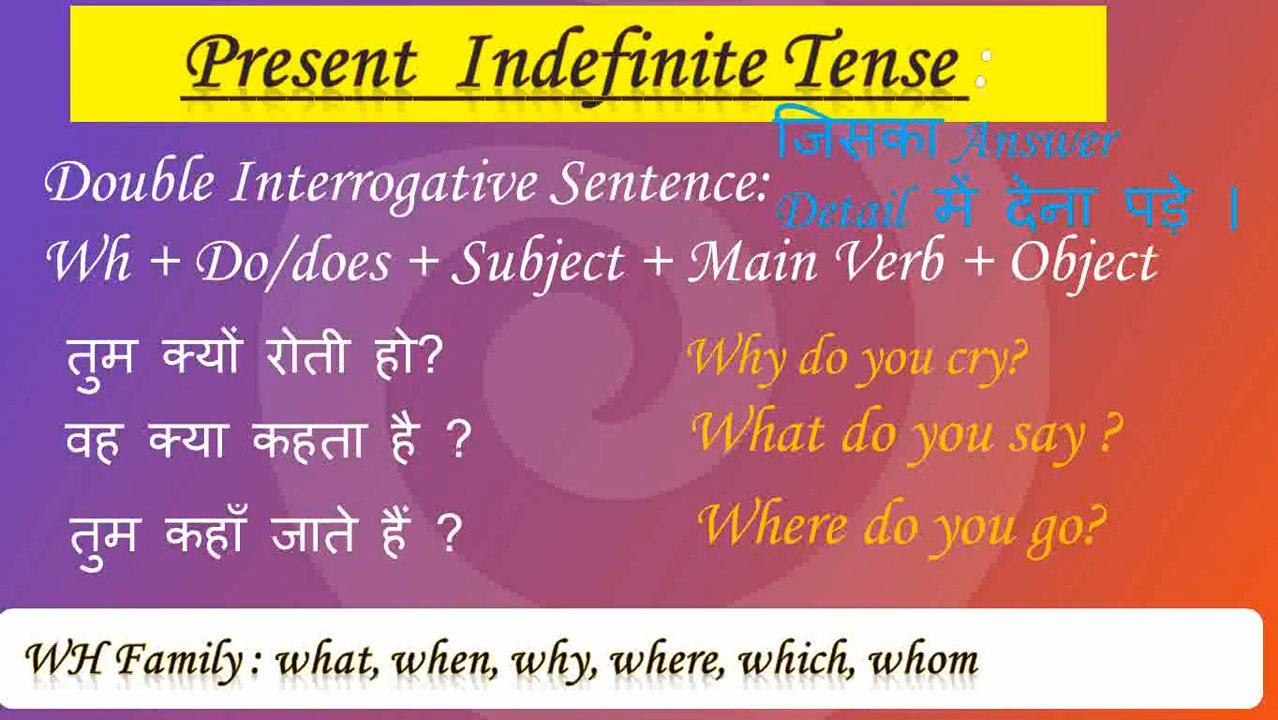 Present Indefinite Tense :
जिसका Answer
Detail में देना पड़े ।
Double Interrogative Sentence:
Wh + Do/does + Subject + Main Verb + Object
तुम क्यों रोती हो? Why do you cry?
वह क्या कहता है ? What do you say ?
तुम कहाँ जाते हैं ? Where do you go?
WH Family : what, when, why, where, which, whom